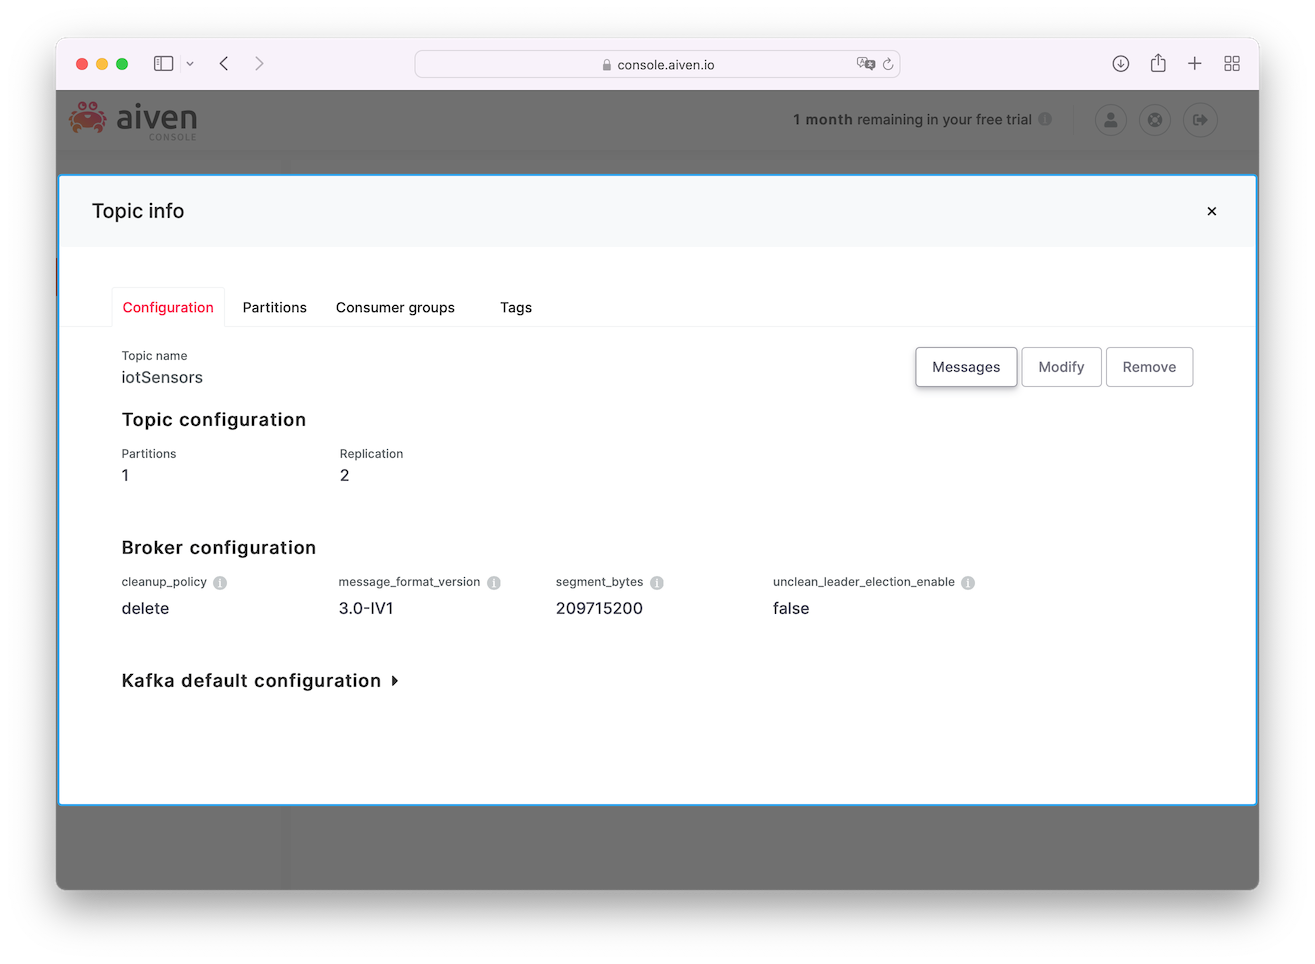 console.aiven.io
aiven
CONSOLE
1 month remaining in your free trial
Topic info
Configuration Partitions Consumer groups Tags
Topic name
iotSensors
Messages Modify Remove
Topic configuration
Partitions Replication
1 2
Broker configuration
cleanup_policy message_format_version segment_bytes unclean_leader_election_enable
delete 3.0-IV1 209715200 false
Kafka default configuration